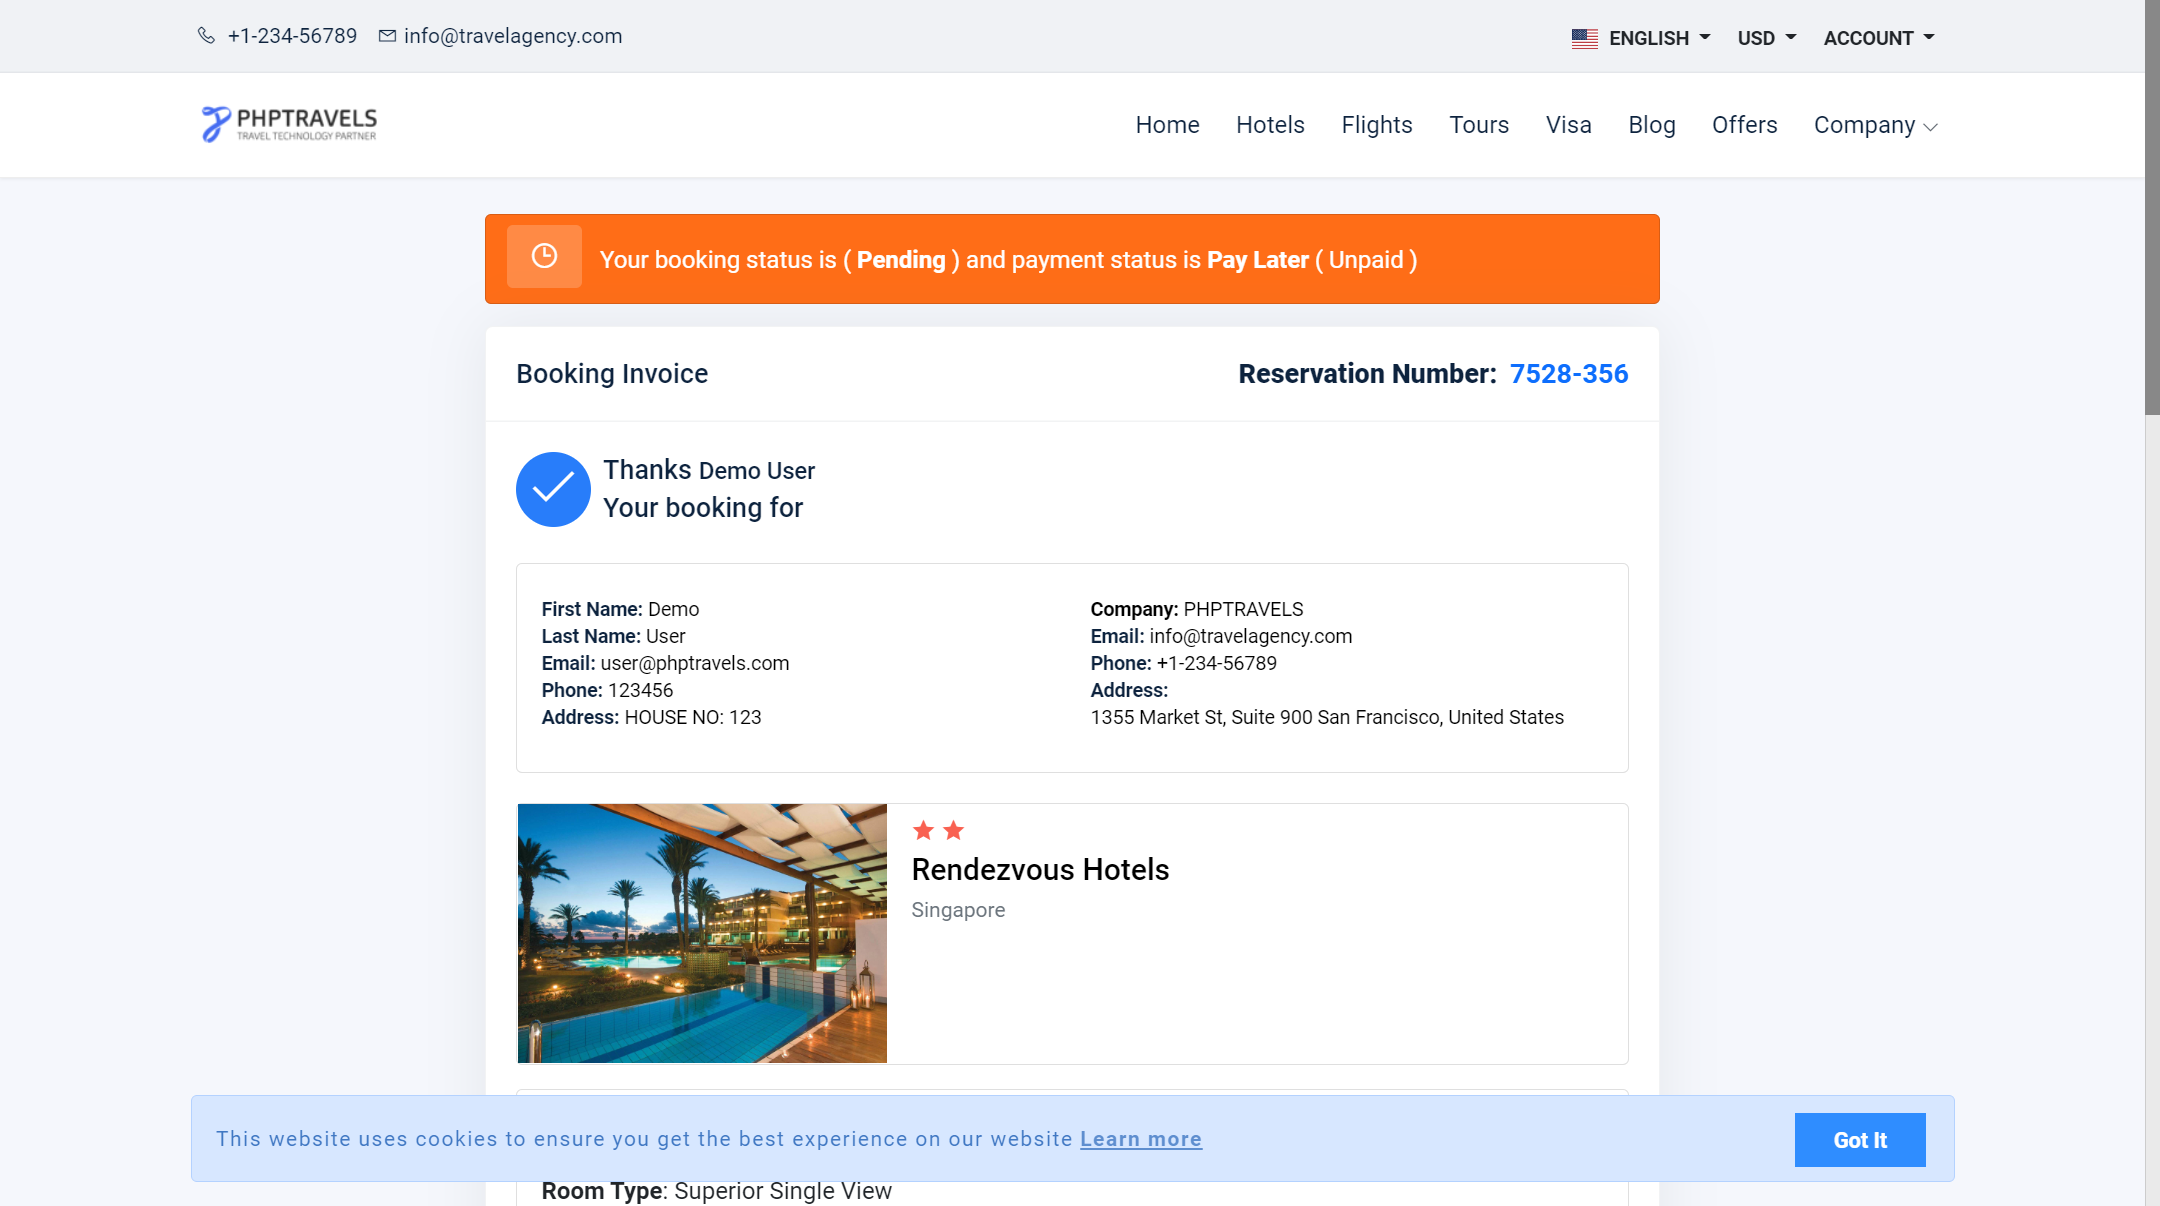 +1-234-56789 info@travelagency.com ENGLISH USD ACCOUNT
PHPTRAVELS
TRAVEL TECHNOLOGY PARTNER
Home Hotels Flights Tours Visa Blog Offers Company
Your booking status is ( Pending ) and payment status is Pay Later ( Unpaid )
Booking Invoice
Reservation Number: 7528-356
Thanks Demo User
Your booking for
First Name: Demo
Last Name: User
Email: user@phptravels.com
Phone: 123456
Address: HOUSE NO: 123
Company: PHPTRAVELS
Email: info@travelagency.com
Phone: +1-234-56789
Address:
1355 Market St, Suite 900 San Francisco, United States
Rendezvous Hotels
Singapore
This website uses cookies to ensure you get the best experience on our website Learn more
Got It
Room Type: Superior Single View